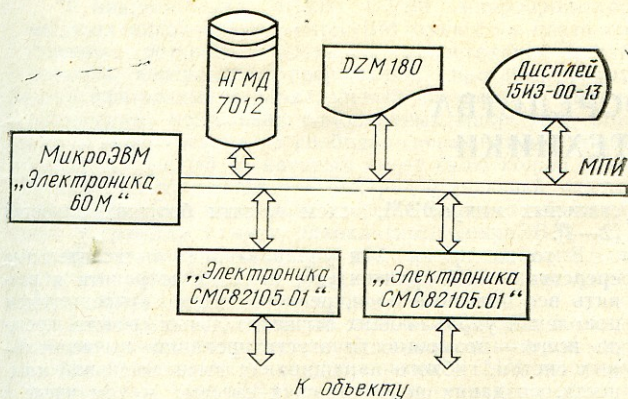 НГМД
7012
DZM180
Дисплей
15ИЭ-00-13
МикроЭВМ
„Электроника
60М“
МПИ
„Электроника
СМС82105.01“
„Электроника
СМС82105.01“
К объекту